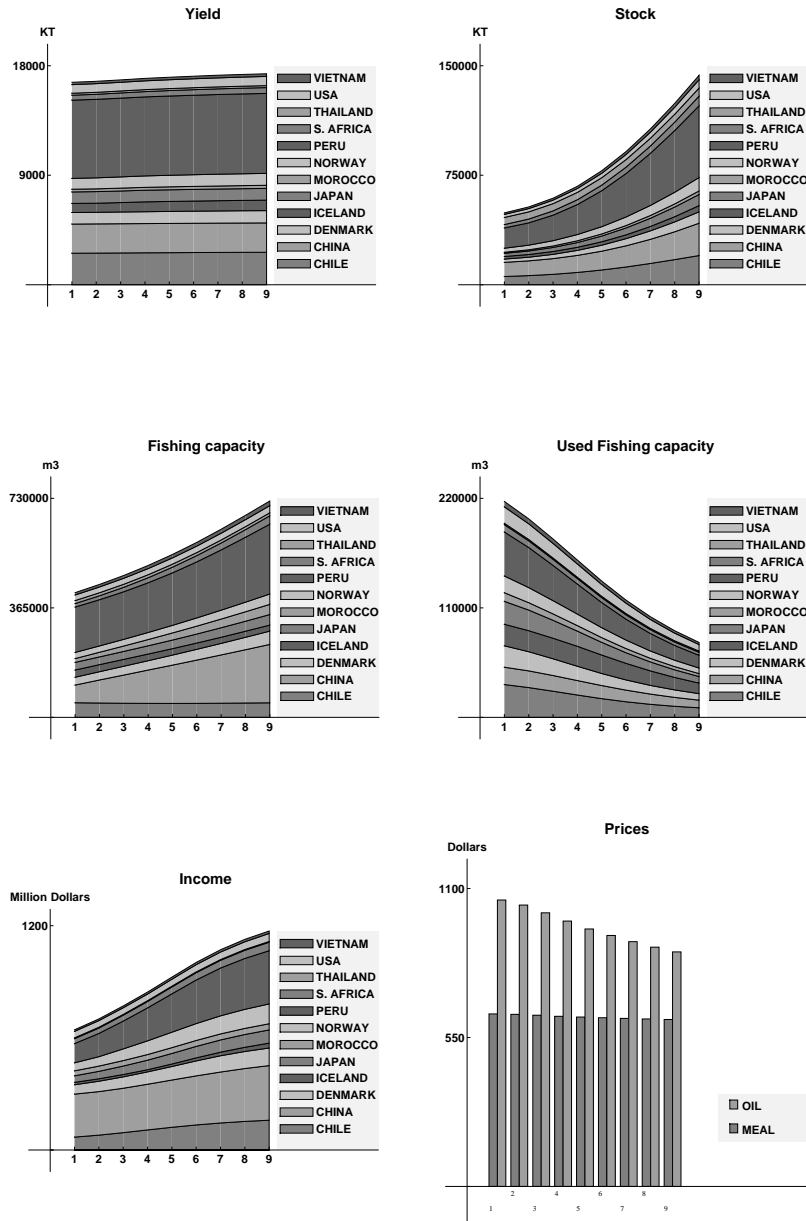 Yield
KT
18000
9000
1 2 3 4 5 6 7 8 9
VIETNAM
USA
THAILAND
S. AFRICA
PERU
NORWAY
MOROCCO
JAPAN
ICELAND
DENMARK
CHINA
CHILE
Stock
KT
150000
75000
1 2 3 4 5 6 7 8 9
VIETNAM
USA
THAILAND
S. AFRICA
PERU
NORWAY
MOROCCO
JAPAN
ICELAND
DENMARK
CHINA
CHILE
Fishing capacity
m3
730000
365000
1 2 3 4 5 6 7 8 9
VIETNAM
USA
THAILAND
S. AFRICA
PERU
NORWAY
MOROCCO
JAPAN
ICELAND
DENMARK
CHINA
CHILE
Used Fishing capacity
m3
220000
110000
1 2 3 4 5 6 7 8 9
VIETNAM
USA
THAILAND
S. AFRICA
PERU
NORWAY
MOROCCO
JAPAN
ICELAND
DENMARK
CHINA
CHILE
Income
Million Dollars
1200
1 2 3 4 5 6 7 8 9
VIETNAM
USA
THAILAND
S. AFRICA
PERU
NORWAY
MOROCCO
JAPAN
ICELAND
DENMARK
CHINA
CHILE
Prices
Dollars
1100
550
2 4 6 8
1 3 5 7 9
OIL
MEAL